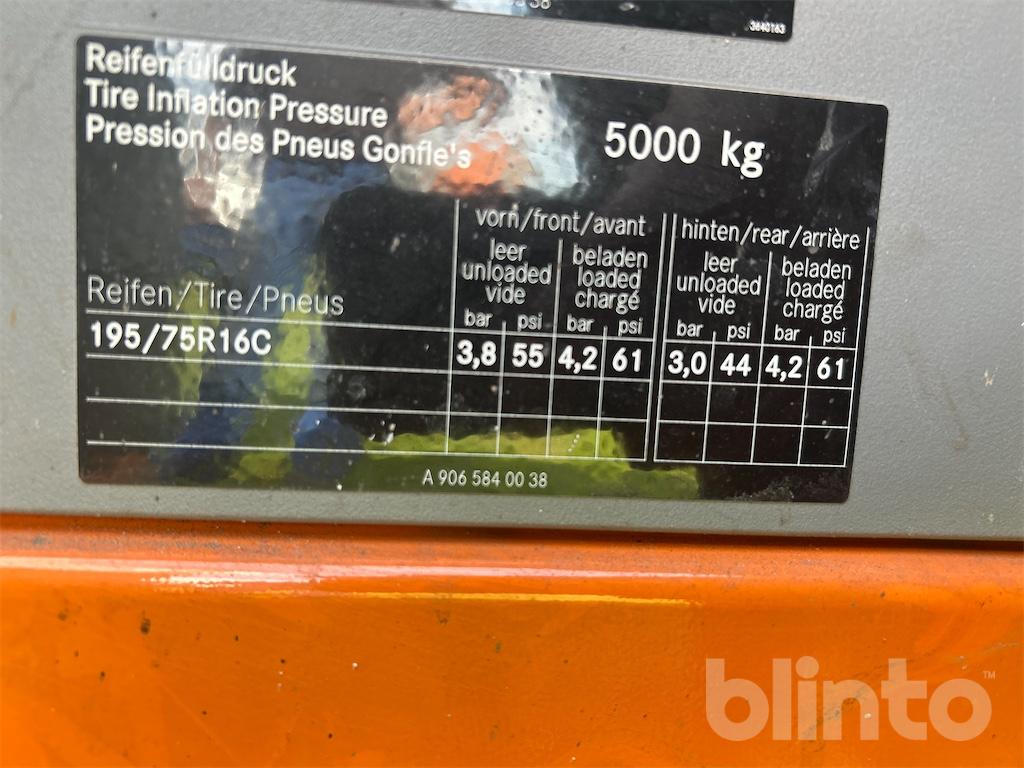 3640163
Reifenfülldruck
Tire Inflation Pressure
Pression des Pneus Gonfle's
5000 kg
vorn/front/avant hinten/rear/arrière
leer beladen leer beladen
unloaded loaded unloaded loaded
vide chargé vide chargé
Reifen/Tire/Pneus bar psi bar psi bar psi bar psi
195/75R16C 3,8 55 4,2 61 3,0 44 4,2 61
A 906 584 00 38
blinto™